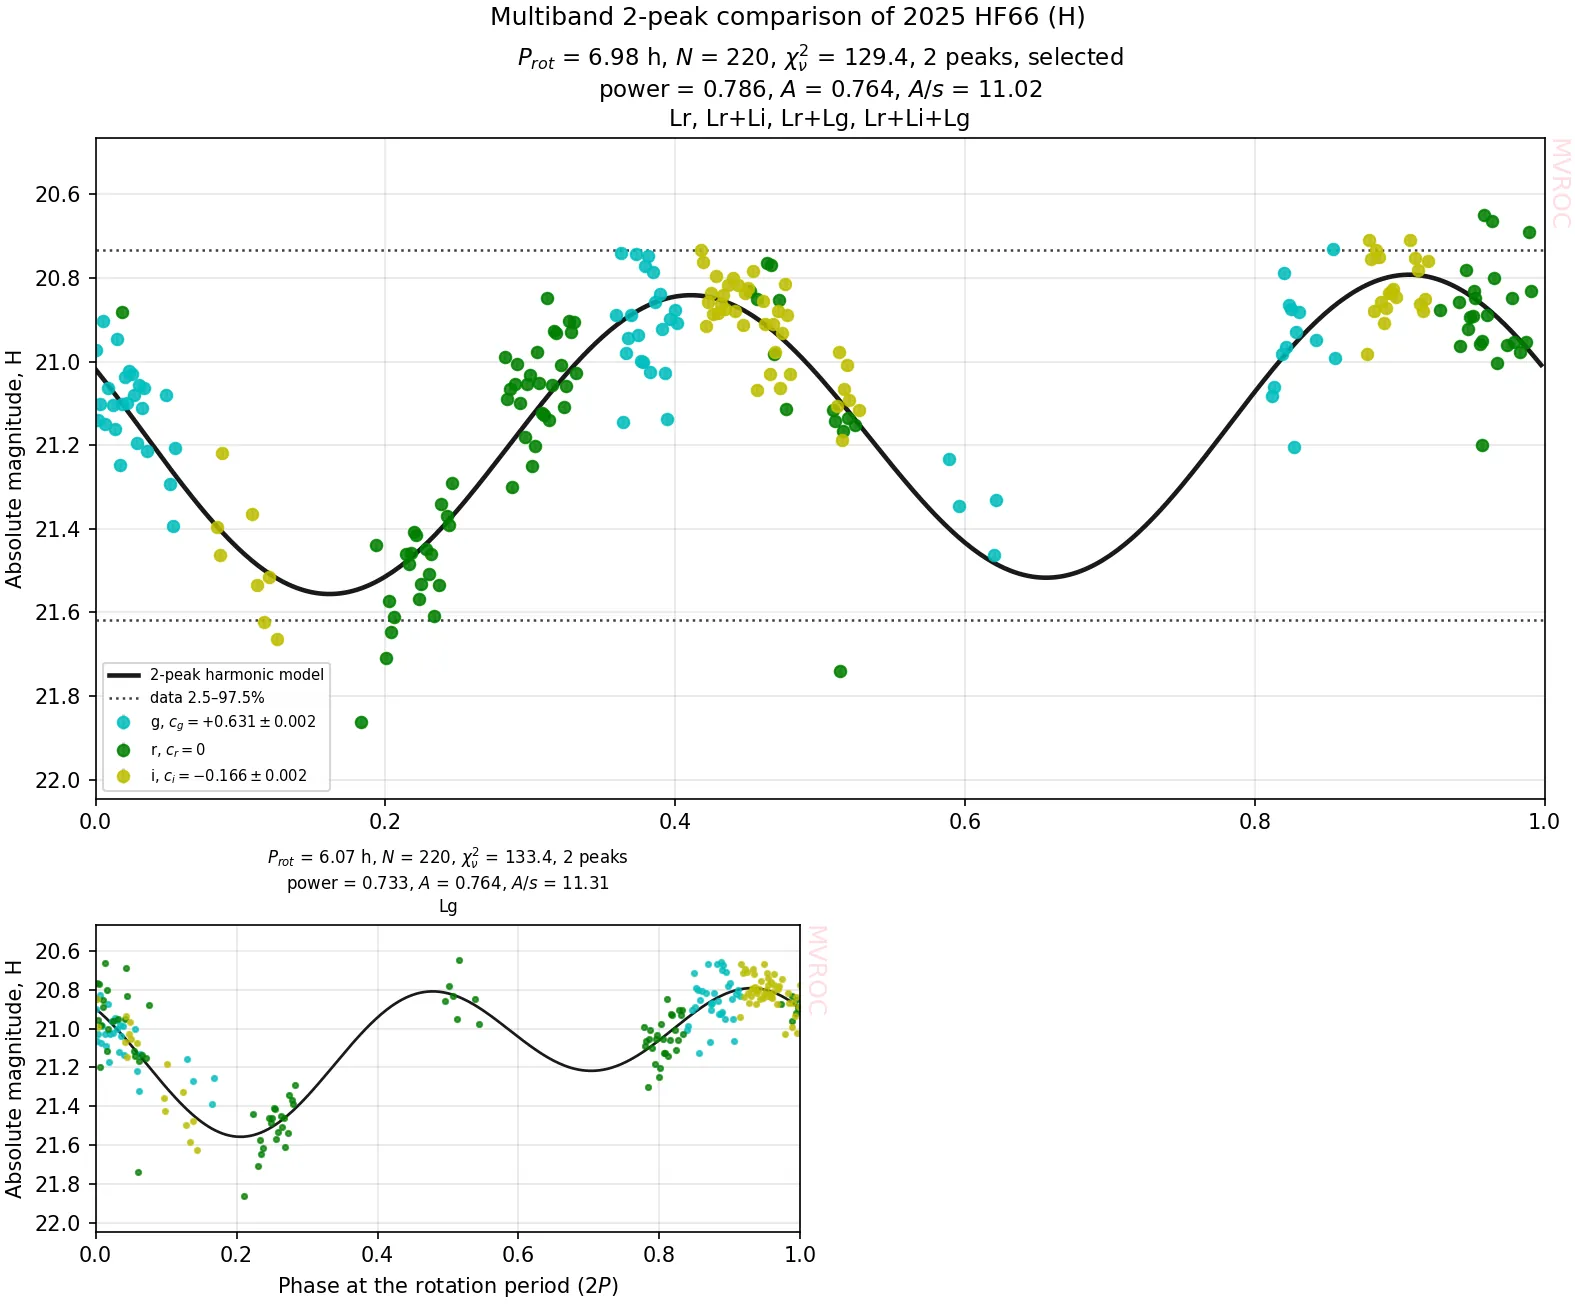 Multiband 2-peak comparison of 2025 HF66 (H)
P_rot = 6.98 h, N = 220, χ²_ν = 129.4, 2 peaks, selected
power = 0.786, A = 0.764, A/s = 11.02
Lr, Lr+Li, Lr+Lg, Lr+Li+Lg
MVROC
Absolute magnitude, H
20.6
20.8
21.0
21.2
21.4
21.6
21.8
22.0
2-peak harmonic model
data 2.5–97.5%
g, c_g = +0.631 ± 0.002
r, c_r = 0
i, c_i = −0.166 ± 0.002
0.0 0.2 0.4 0.6 0.8 1.0
P_rot = 6.07 h, N = 220, χ²_ν = 133.4, 2 peaks
power = 0.733, A = 0.764, A/s = 11.31
Lg
MVROC
Absolute magnitude, H
20.6
20.8
21.0
21.2
21.4
21.6
21.8
22.0
0.0 0.2 0.4 0.6 0.8 1.0
Phase at the rotation period (2P)